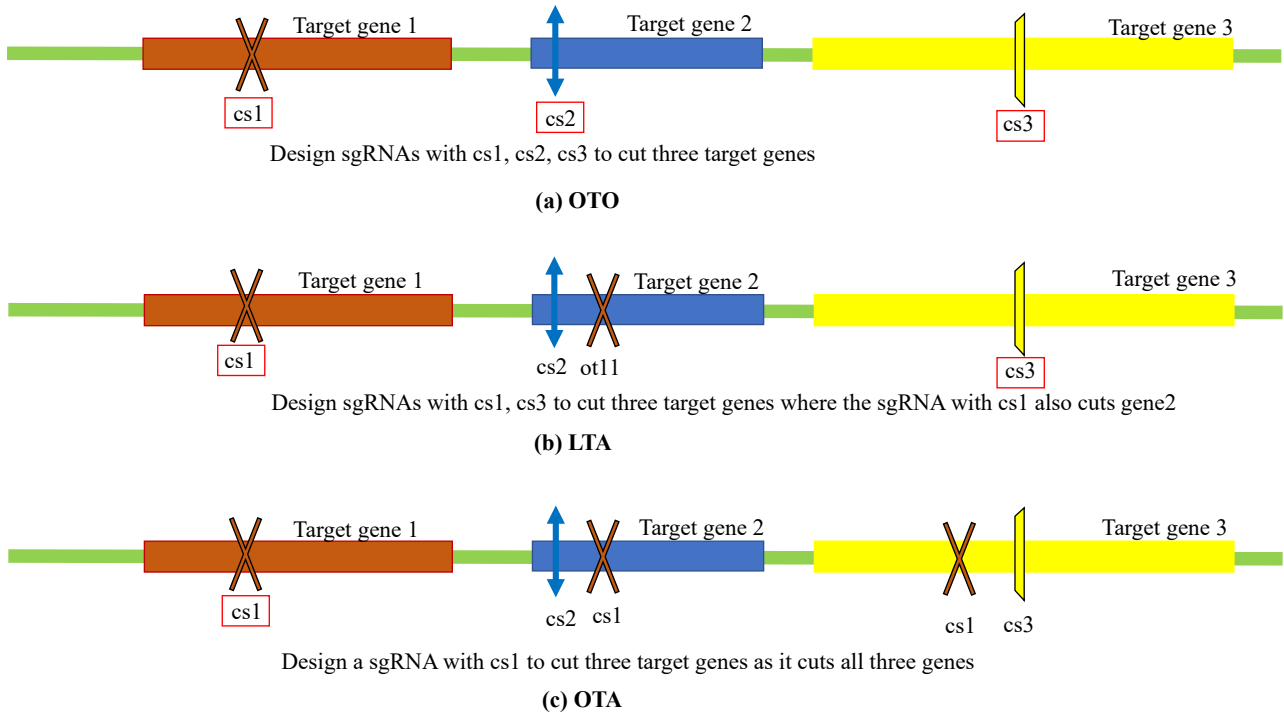 Target gene 1
Target gene 2
Target gene 3
cs1
cs2
cs3
Design sgRNAs with cs1, cs2, cs3 to cut three target genes
(a) OTO
Target gene 1
Target gene 2
Target gene 3
cs1
cs2 ot11
cs3
Design sgRNAs with cs1, cs3 to cut three target genes where the sgRNA with cs1 also cuts gene2
(b) LTA
Target gene 1
Target gene 2
Target gene 3
cs1
cs2 cs1
cs1 cs3
Design a sgRNA with cs1 to cut three target genes as it cuts all three genes
(c) OTA